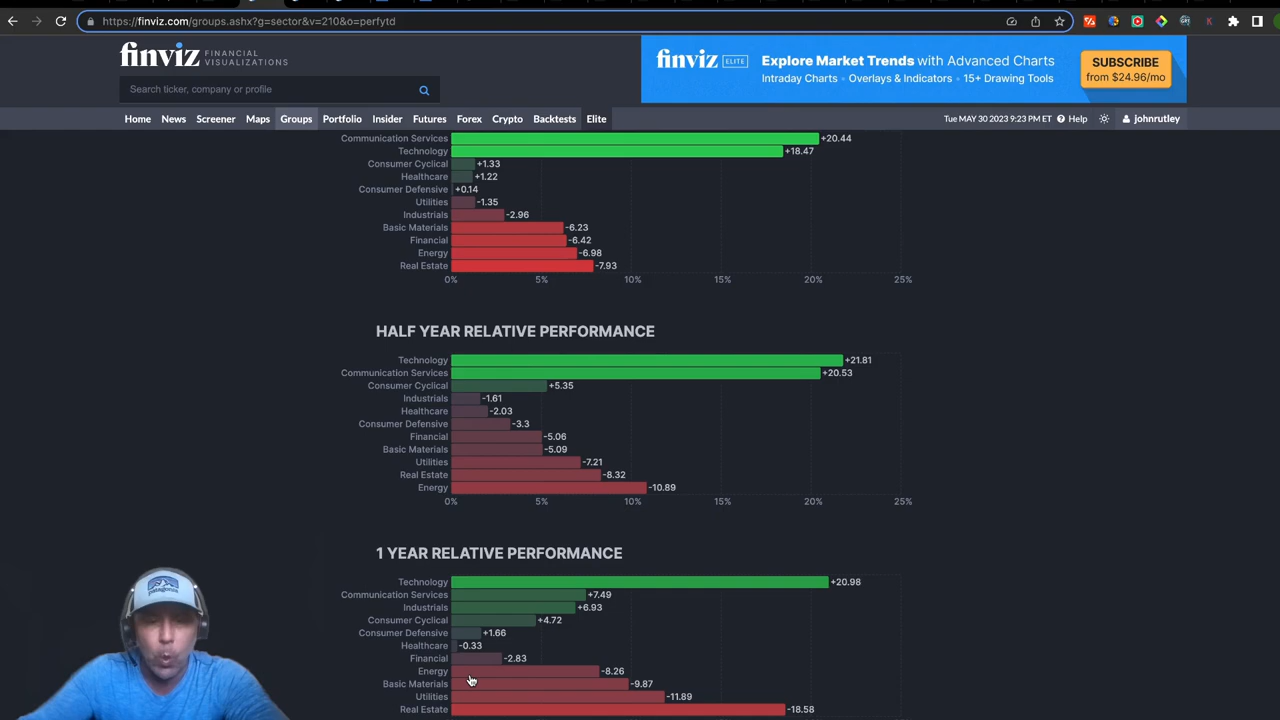 https://finviz.com/groups.ashx?g=sector&v=210&o=perfytd
finviz FINANCIAL VISUALIZATIONS
finviz ELITE Explore Market Trends with Advanced Charts
Intraday Charts • Overlays & Indicators • 15+ Drawing Tools
SUBSCRIBE
from $24.96/mo
Search ticker, company or profile
Home News Screener Maps Groups Portfolio Insider Futures Forex Crypto Backtests Elite Tue MAY 30 2023 9:23 PM ET Help johnrutley
Communication Services +20.44
Technology +18.47
Consumer Cyclical +1.33
Healthcare +1.22
Consumer Defensive +0.14
Utilities -1.35
Industrials -2.96
Basic Materials -6.23
Financial -6.42
Energy -6.98
Real Estate -7.93
0% 5% 10% 15% 20% 25%
HALF YEAR RELATIVE PERFORMANCE
Technology +21.81
Communication Services +20.53
Consumer Cyclical +5.35
Industrials -1.61
Healthcare -2.03
Consumer Defensive -3.3
Financial -5.06
Basic Materials -5.09
Utilities -7.21
Real Estate -8.32
Energy -10.89
0% 5% 10% 15% 20% 25%
1 YEAR RELATIVE PERFORMANCE
Technology +20.98
Communication Services +7.49
Industrials +6.93
Consumer Cyclical +4.72
Consumer Defensive +1.66
Healthcare -0.33
Financial -2.83
Energy -8.26
Basic Materials -9.87
Utilities -11.89
Real Estate -18.58
patagonia